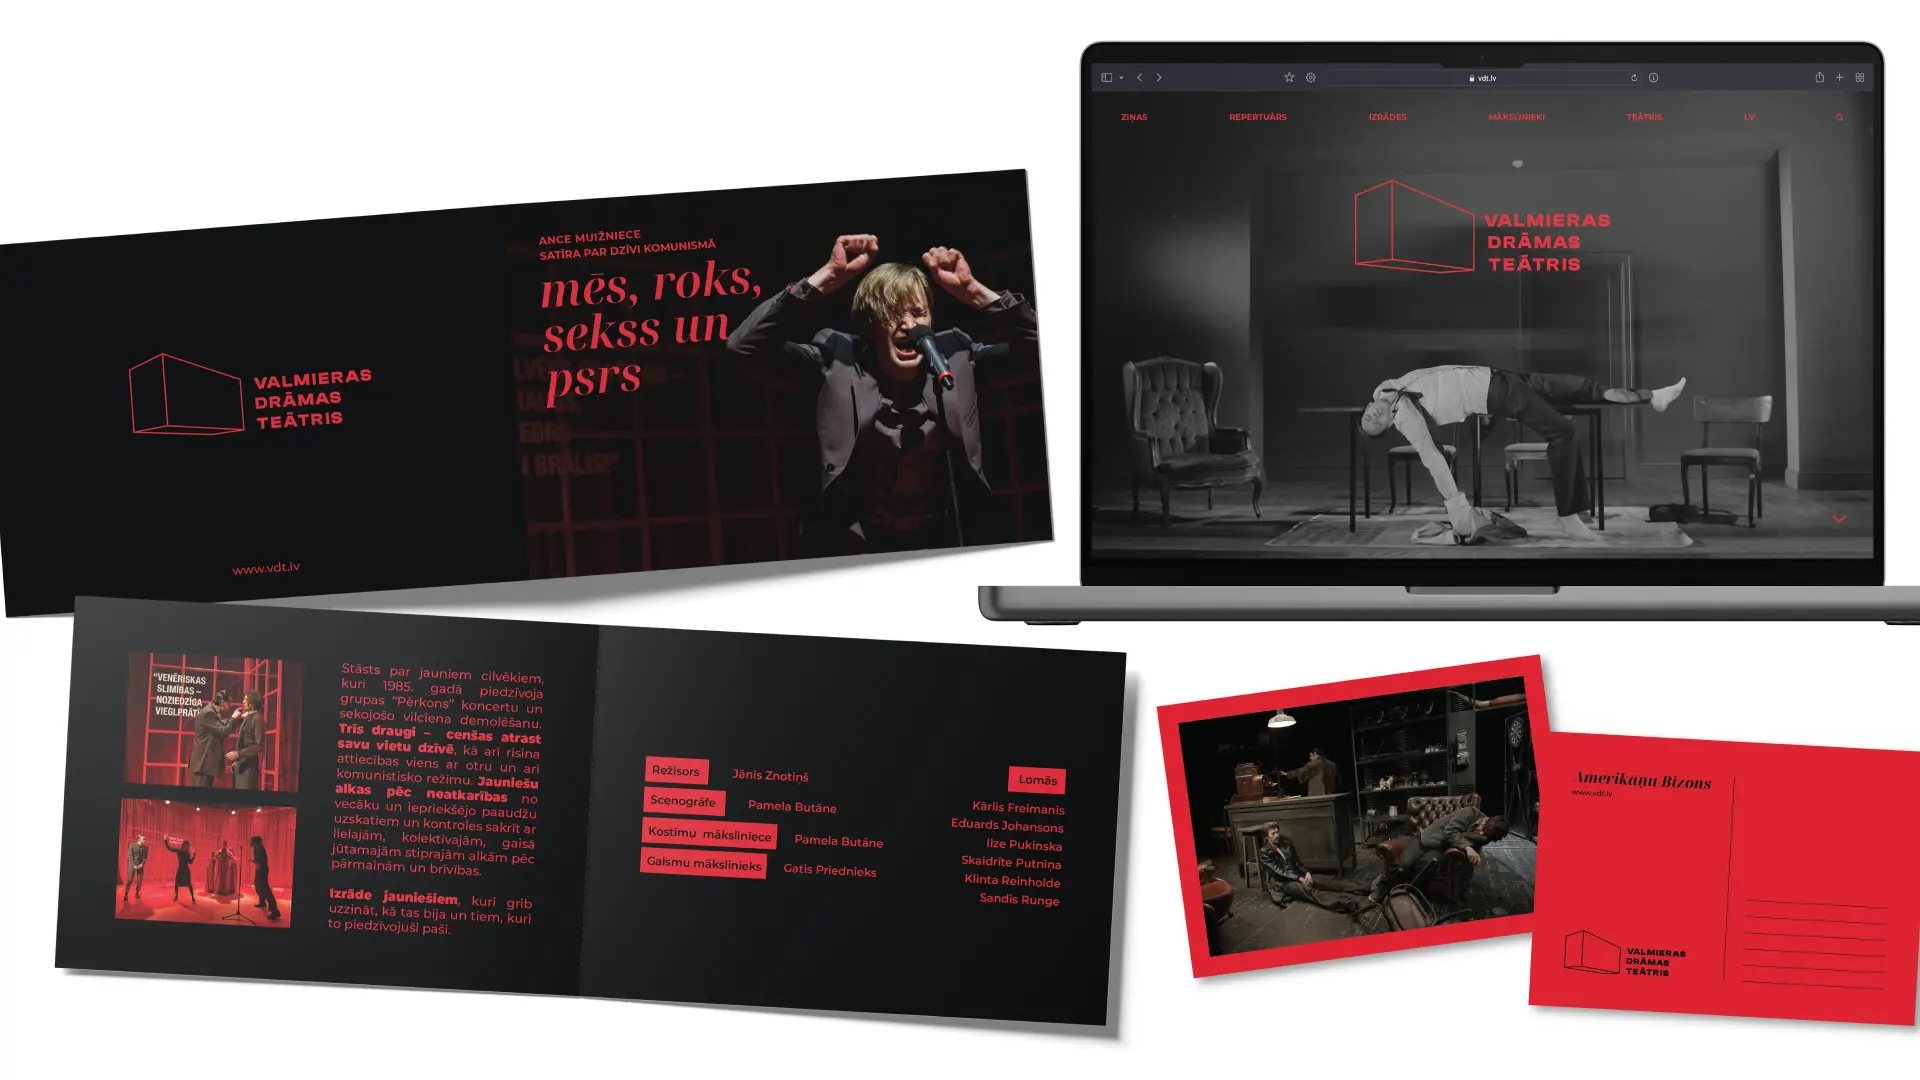 ANCE MUIŽNIECE
SATĪRA PAR DZĪVI KOMUNISMĀ
mēs, roks,
sekss un
psrs
VALMIERAS
DRĀMAS
TEĀTRIS
www.vdt.lv
vdt.lv
ZIŅAS
REPERTUĀRS
IZRĀDES
MĀKSLINIEKI
TEĀTRIS
LV
VALMIERAS
DRĀMAS
TEĀTRIS
"VENĒRISKAS
SLIMĪBAS –
NOZIEDZĪGA
VIEGLPRĀT
Stāsts par jauniem cilvēkiem,
kuri 1985. gadā piedzīvoja
grupas “Pērkons” koncertu un
sekojošo vilciena demolēšanu.
Trīs draugi – cenšas atrast
savu vietu dzīvē, kā arī risina
attiecības viens ar otru un arī
komunistisko režīmu. Jauniešu
alkas pēc neatkarības no
vecāku un iepriekšējo paaudžu
uzskatiem un kontroles sakrīt ar
lielajām, kolektīvajām, gaisā
jūtamajām stiprajām alkām pēc
pārmaiņām un brīvības.
Izrāde jauniešiem, kuri grib
uzzināt, kā tas bija un tiem, kuri
to piedzīvojuši paši.
Režisors Jānis Znotiņš
Scenogrāfe Pamela Butāne
Kostīmu māksliniece Pamela Butāne
Gaismu mākslinieks Gatis Priednieks
Lomās
Kārlis Freimanis
Eduards Johansons
Ilze Pukinska
Skaidrīte Putniņa
Klinta Reinholde
Sandis Runge
Amerikaņu Bizons
www.vdt.lv
VALMIERAS
DRĀMAS
TEĀTRIS